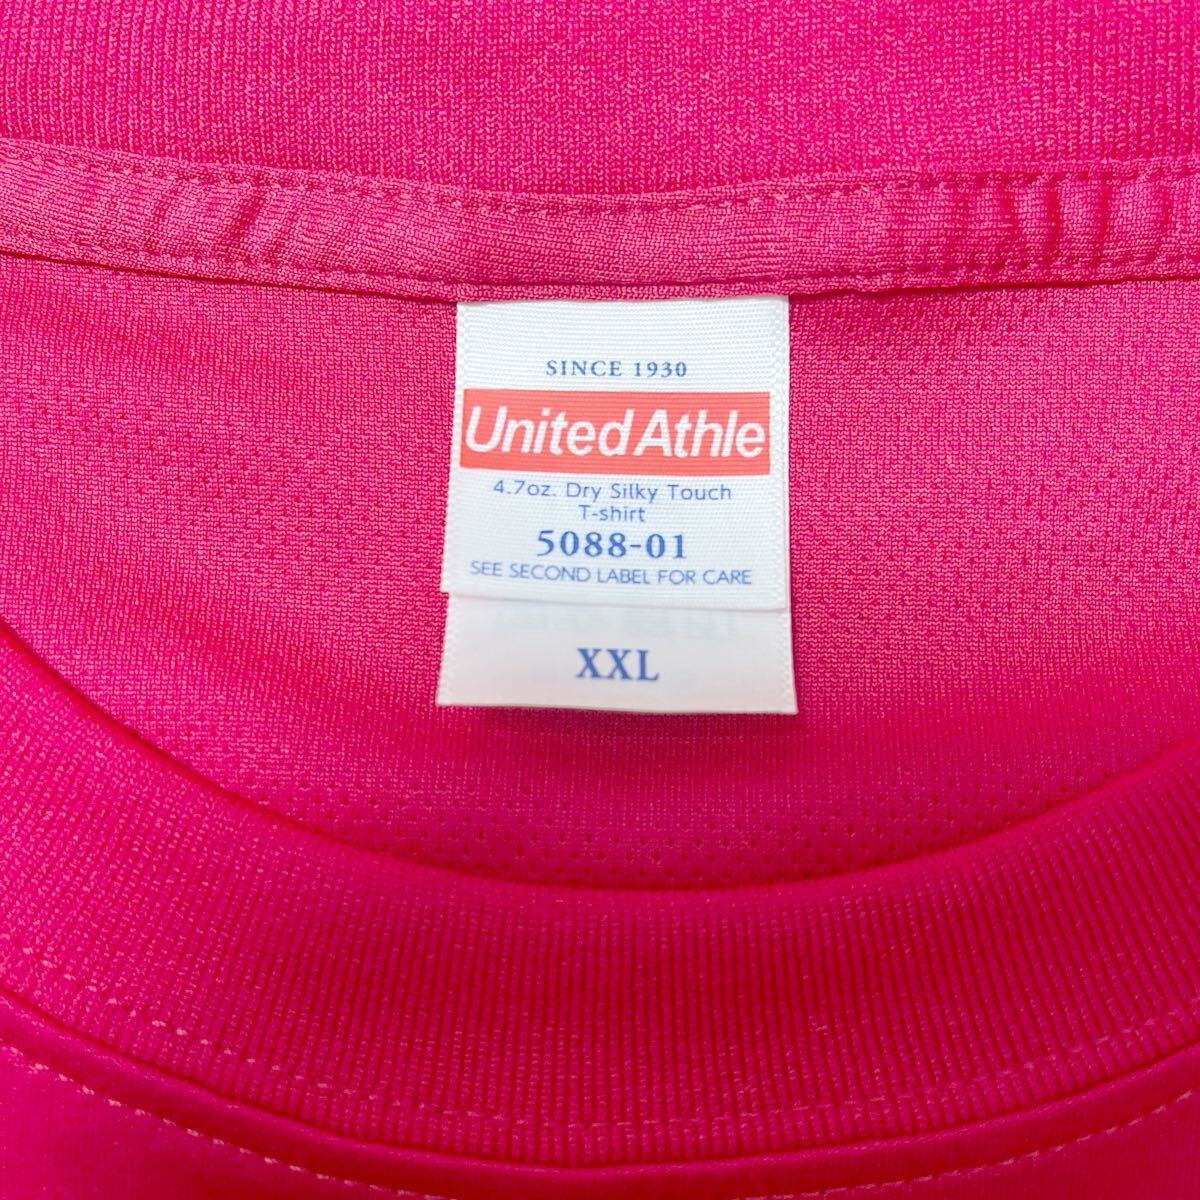 SINCE 1930
United Athle
4.7oz. Dry Silky Touch
T-shirt
5088-01
SEE SECOND LABEL FOR CARE
XXL